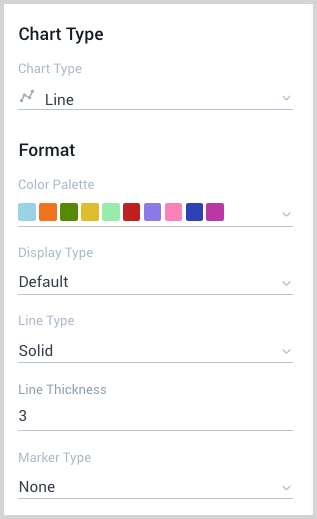 Chart Type
Chart Type
Line
Format
Color Palette
Display Type
Default
Line Type
Solid
Line Thickness
3
Marker Type
None